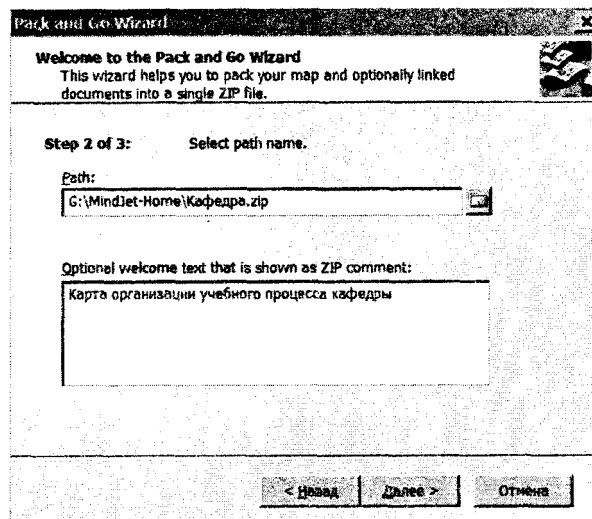 Pack and Go Wizard
Welcome to the Pack and Go Wizard
This wizard helps you to pack your map and optionally linked
documents into a single ZIP file.
Step 2 of 3: Select path name.
Path:
G:\MindJet-Home\Кафедра.zip
Optional welcome text that is shown as ZIP comment:
Карта организации учебного процесса кафедры
< Назад Далее > Отмена